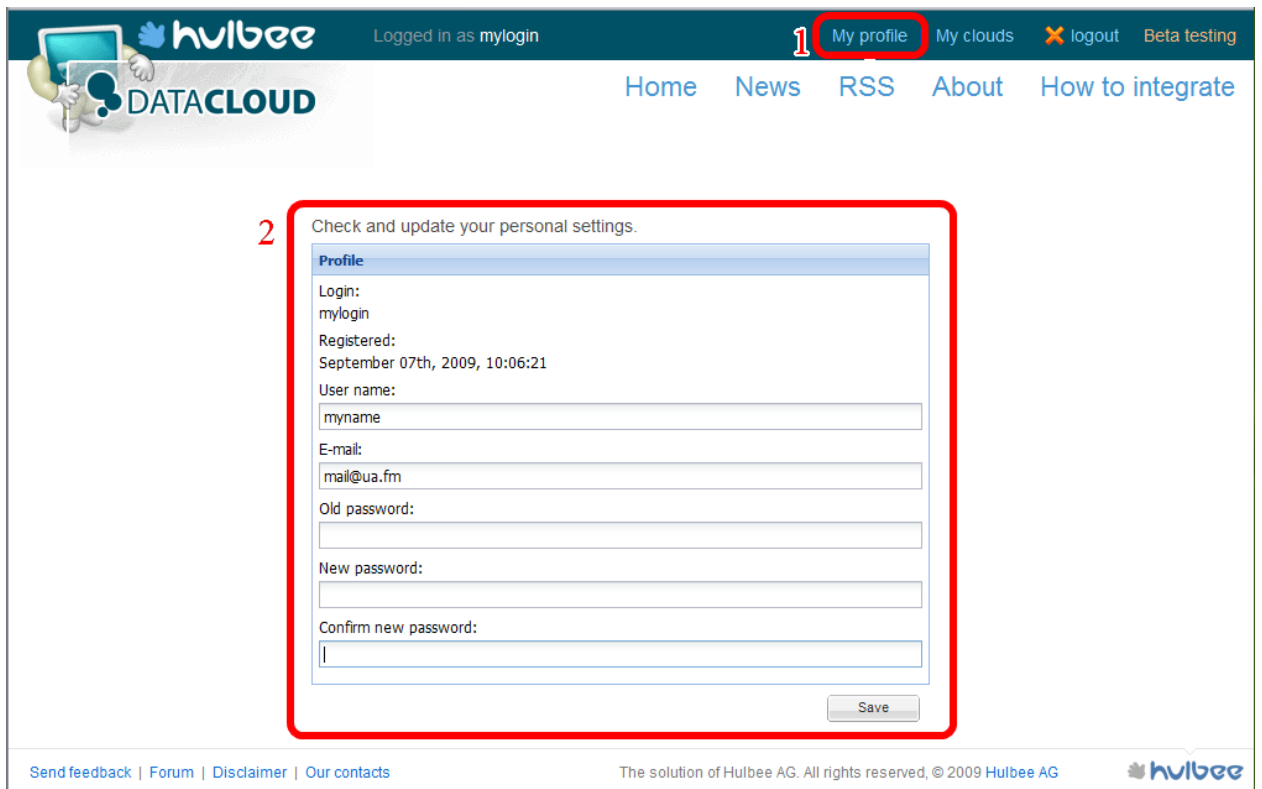 hulbee Logged in as mylogin 1 My profile My clouds logout Beta testing
DATACLOUD Home News RSS About How to integrate
2 Check and update your personal settings.
Profile
Login:
mylogin
Registered:
September 07th, 2009, 10:06:21
User name:
myname
E-mail:
mail@ua.fm
Old password:
New password:
Confirm new password:
Save
Send feedback | Forum | Disclaimer | Our contacts The solution of Hulbee AG. All rights reserved, © 2009 Hulbee AG hulbee